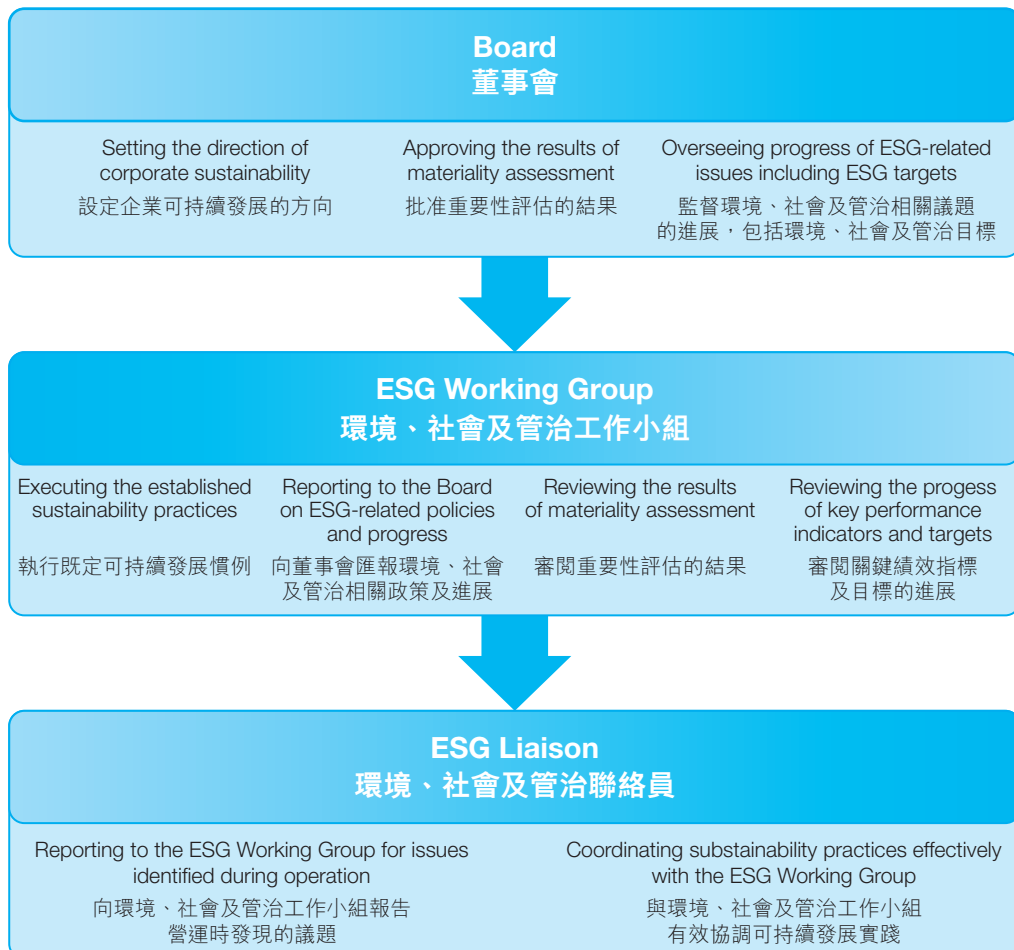 Board
董事會
Setting the direction of
corporate sustainability
設定企業可持續發展的方向
Approving the results of
materiality assessment
批准重要性評估的結果
Overseeing progress of ESG-related
issues including ESG targets
監督環境、社會及管治相關議題
的進展，包括環境、社會及管治目標
ESG Working Group
環境、社會及管治工作小組
Executing the established
sustainability practices
執行既定可持續發展慣例
Reporting to the Board
on ESG-related policies
and progress
向董事會匯報環境、社會
及管治相關政策及進展
Reviewing the results
of materiality assessment
審閱重要性評估的結果
Reviewing the progess
of key performance
indicators and targets
審閱關鍵績效指標
及目標的進展
ESG Liaison
環境、社會及管治聯絡員
Reporting to the ESG Working Group for issues
identified during operation
向環境、社會及管治工作小組報告
營運時發現的議題
Coordinating substainability practices effectively
with the ESG Working Group
與環境、社會及管治工作小組
有效協調可持續發展實踐